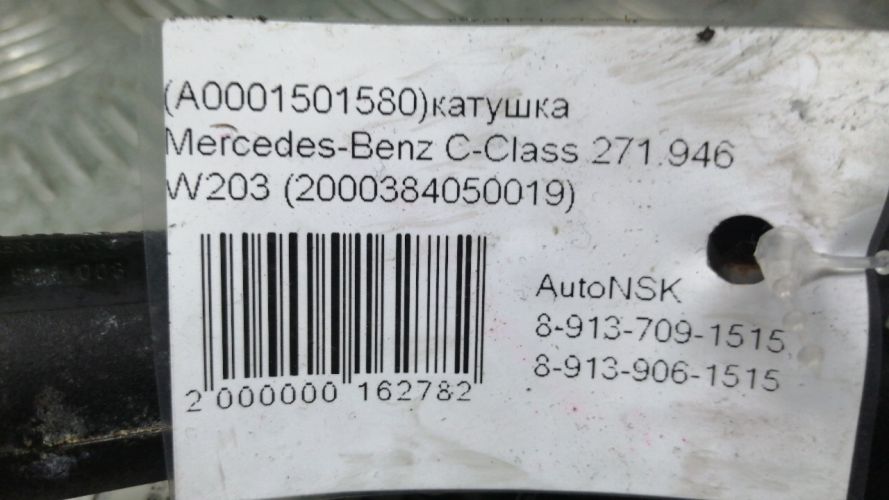 (A0001501580)катушка
Mercedes-Benz C-Class 271.946
W203 (2000384050019)
AutoNSK
8-913-709-1515
8-913-906-1515
2 000000 162782